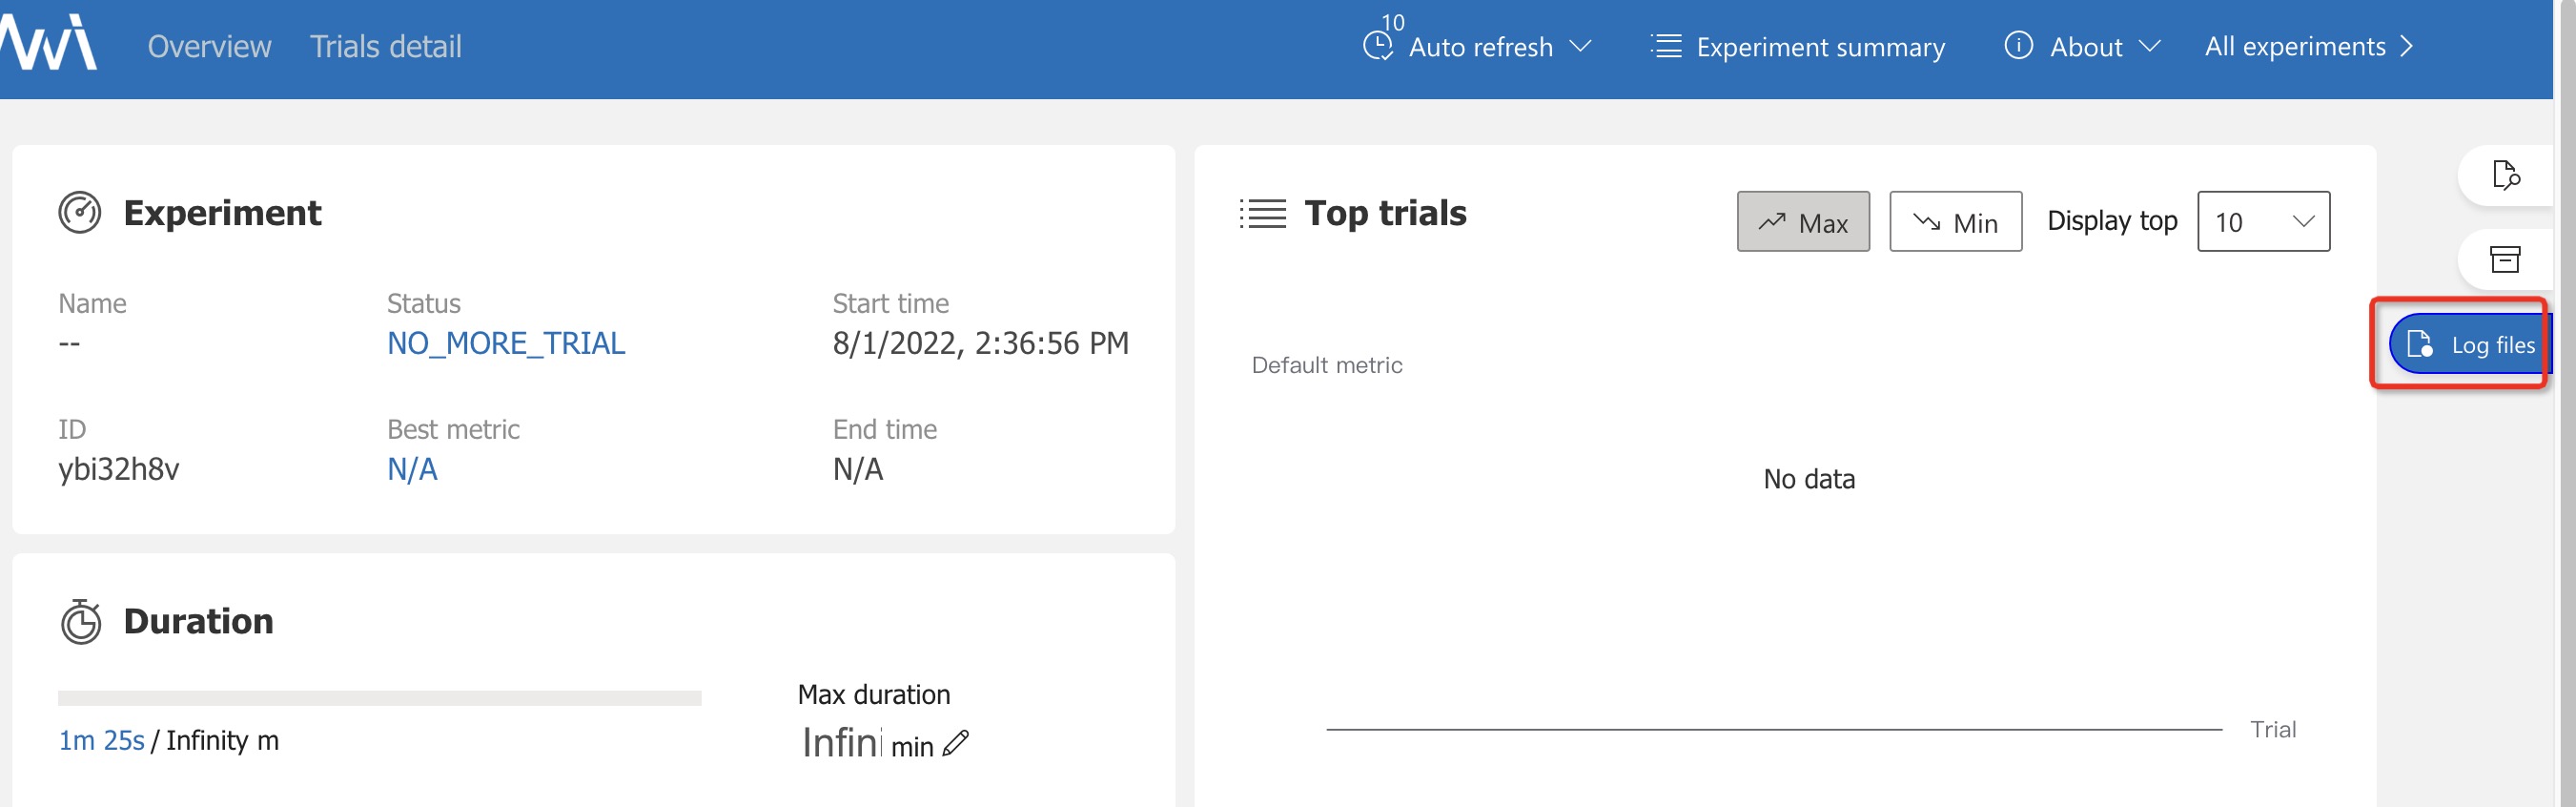 Overview Trials detail 10 Auto refresh Experiment summary About All experiments
Experiment
Name Status Start time
-- NO_MORE_TRIAL 8/1/2022, 2:36:56 PM
ID Best metric End time
ybi32h8v N/A N/A
Duration
Max duration
1m 25s / Infinity m Infini min
Top trials Max Min Display top 10
Default metric
No data
Trial
Log files